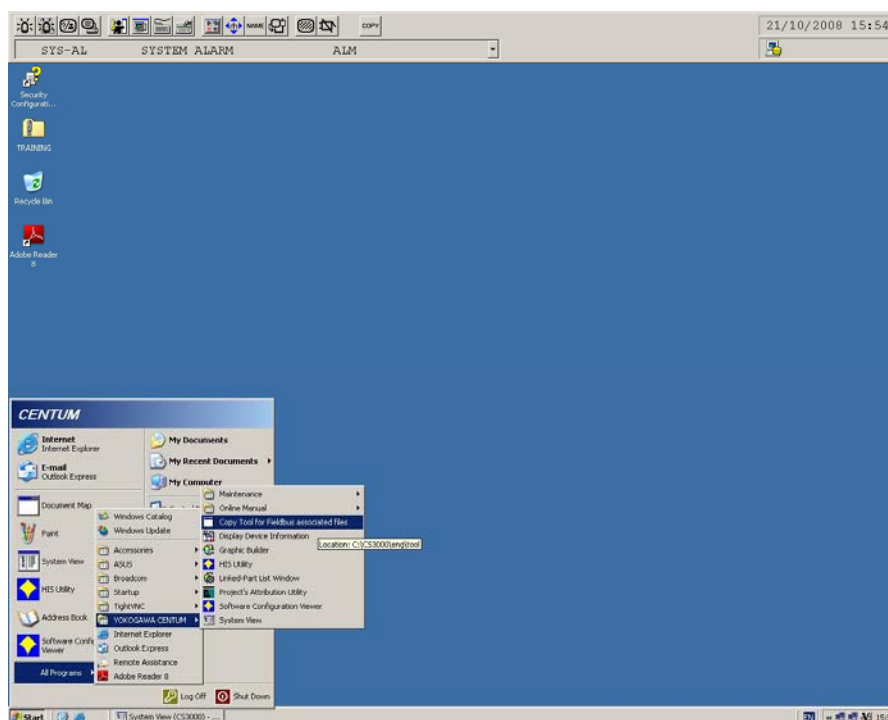 NAME
COPY
21/10/2008 15:54
SYS-AL SYSTEM ALARM ALM
Security
Configurati...
TRAINING
Recycle Bin
Adobe Reader
8
CENTUM
Internet
Internet Explorer
E-mail
Outlook Express
Document Map
Paint
System View
HIS Utility
Address Book
Software Confi
Viewer
All Programs
My Documents
My Recent Documents
My Computer
Windows Catalog
Windows Update
Accessories
ASUS
Broadcom
Startup
TightVNC
YOKOGAWA CENTUM
Internet Explorer
Outlook Express
Remote Assistance
Adobe Reader 8
Maintenance
Online Manual
Copy Tool for Fieldbus associated files
Display Device Information
Graphic Builder
HIS Utility
Linked-Part List Window
Project's Attribution Utility
Software Configuration Viewer
System View
Location: C:\CS3000\eng\tool
Log Off
Shut Down
Start
System View (CS3000) - ...
EN